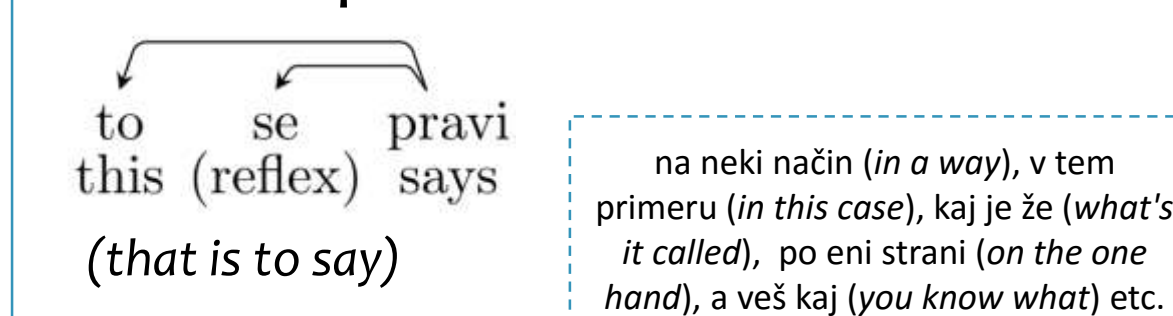 to se pravi
this (reflex) says
(that is to say)
na neki način (in a way), v tem
primeru (in this case), kaj je že (what's
it called), po eni strani (on the one
hand), a veš kaj (you know what) etc.